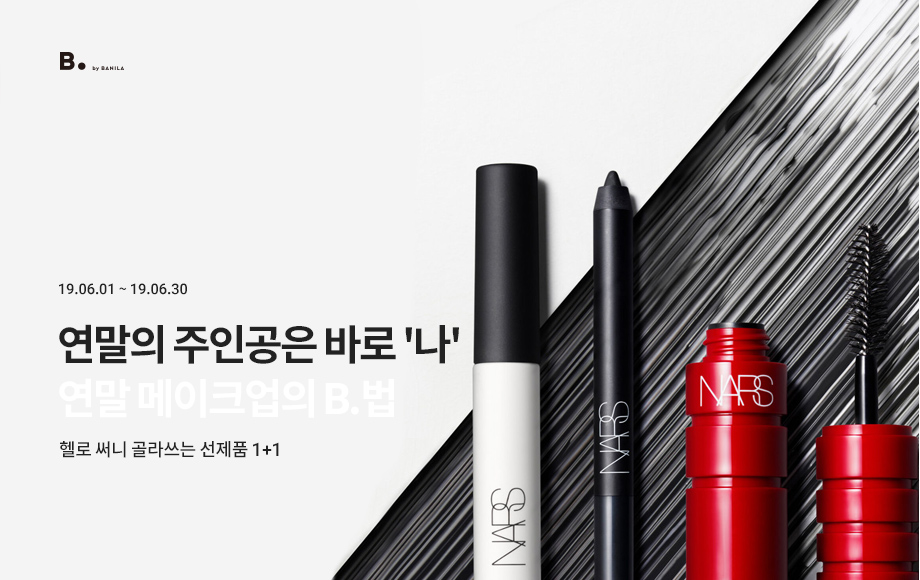 B. by BANILA
19.06.01 ~ 19.06.30
연말의 주인공은 바로 '나'
연말 메이크업의 B.법
헬로 써니 골라쓰는 선제품 1+1
NARS
NARS
NARS